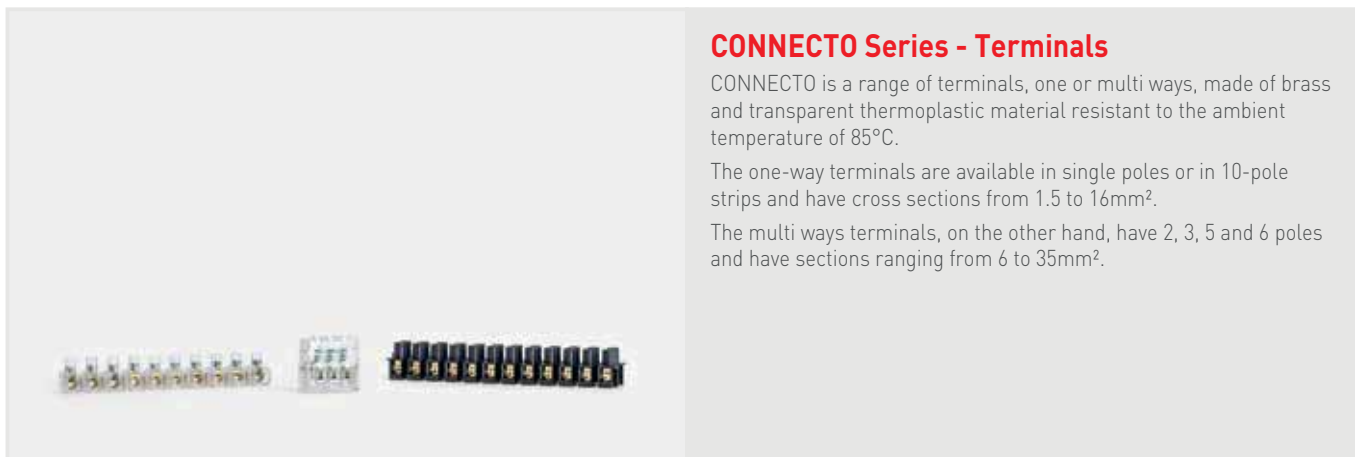 CONNECTO Series - Terminals
CONNECTO is a range of terminals, one or multi ways, made of brass
and transparent thermoplastic material resistant to the ambient
temperature of 85°C.
The one-way terminals are available in single poles or in 10-pole
strips and have cross sections from 1.5 to 16mm².
The multi ways terminals, on the other hand, have 2, 3, 5 and 6 poles
and have sections ranging from 6 to 35mm².